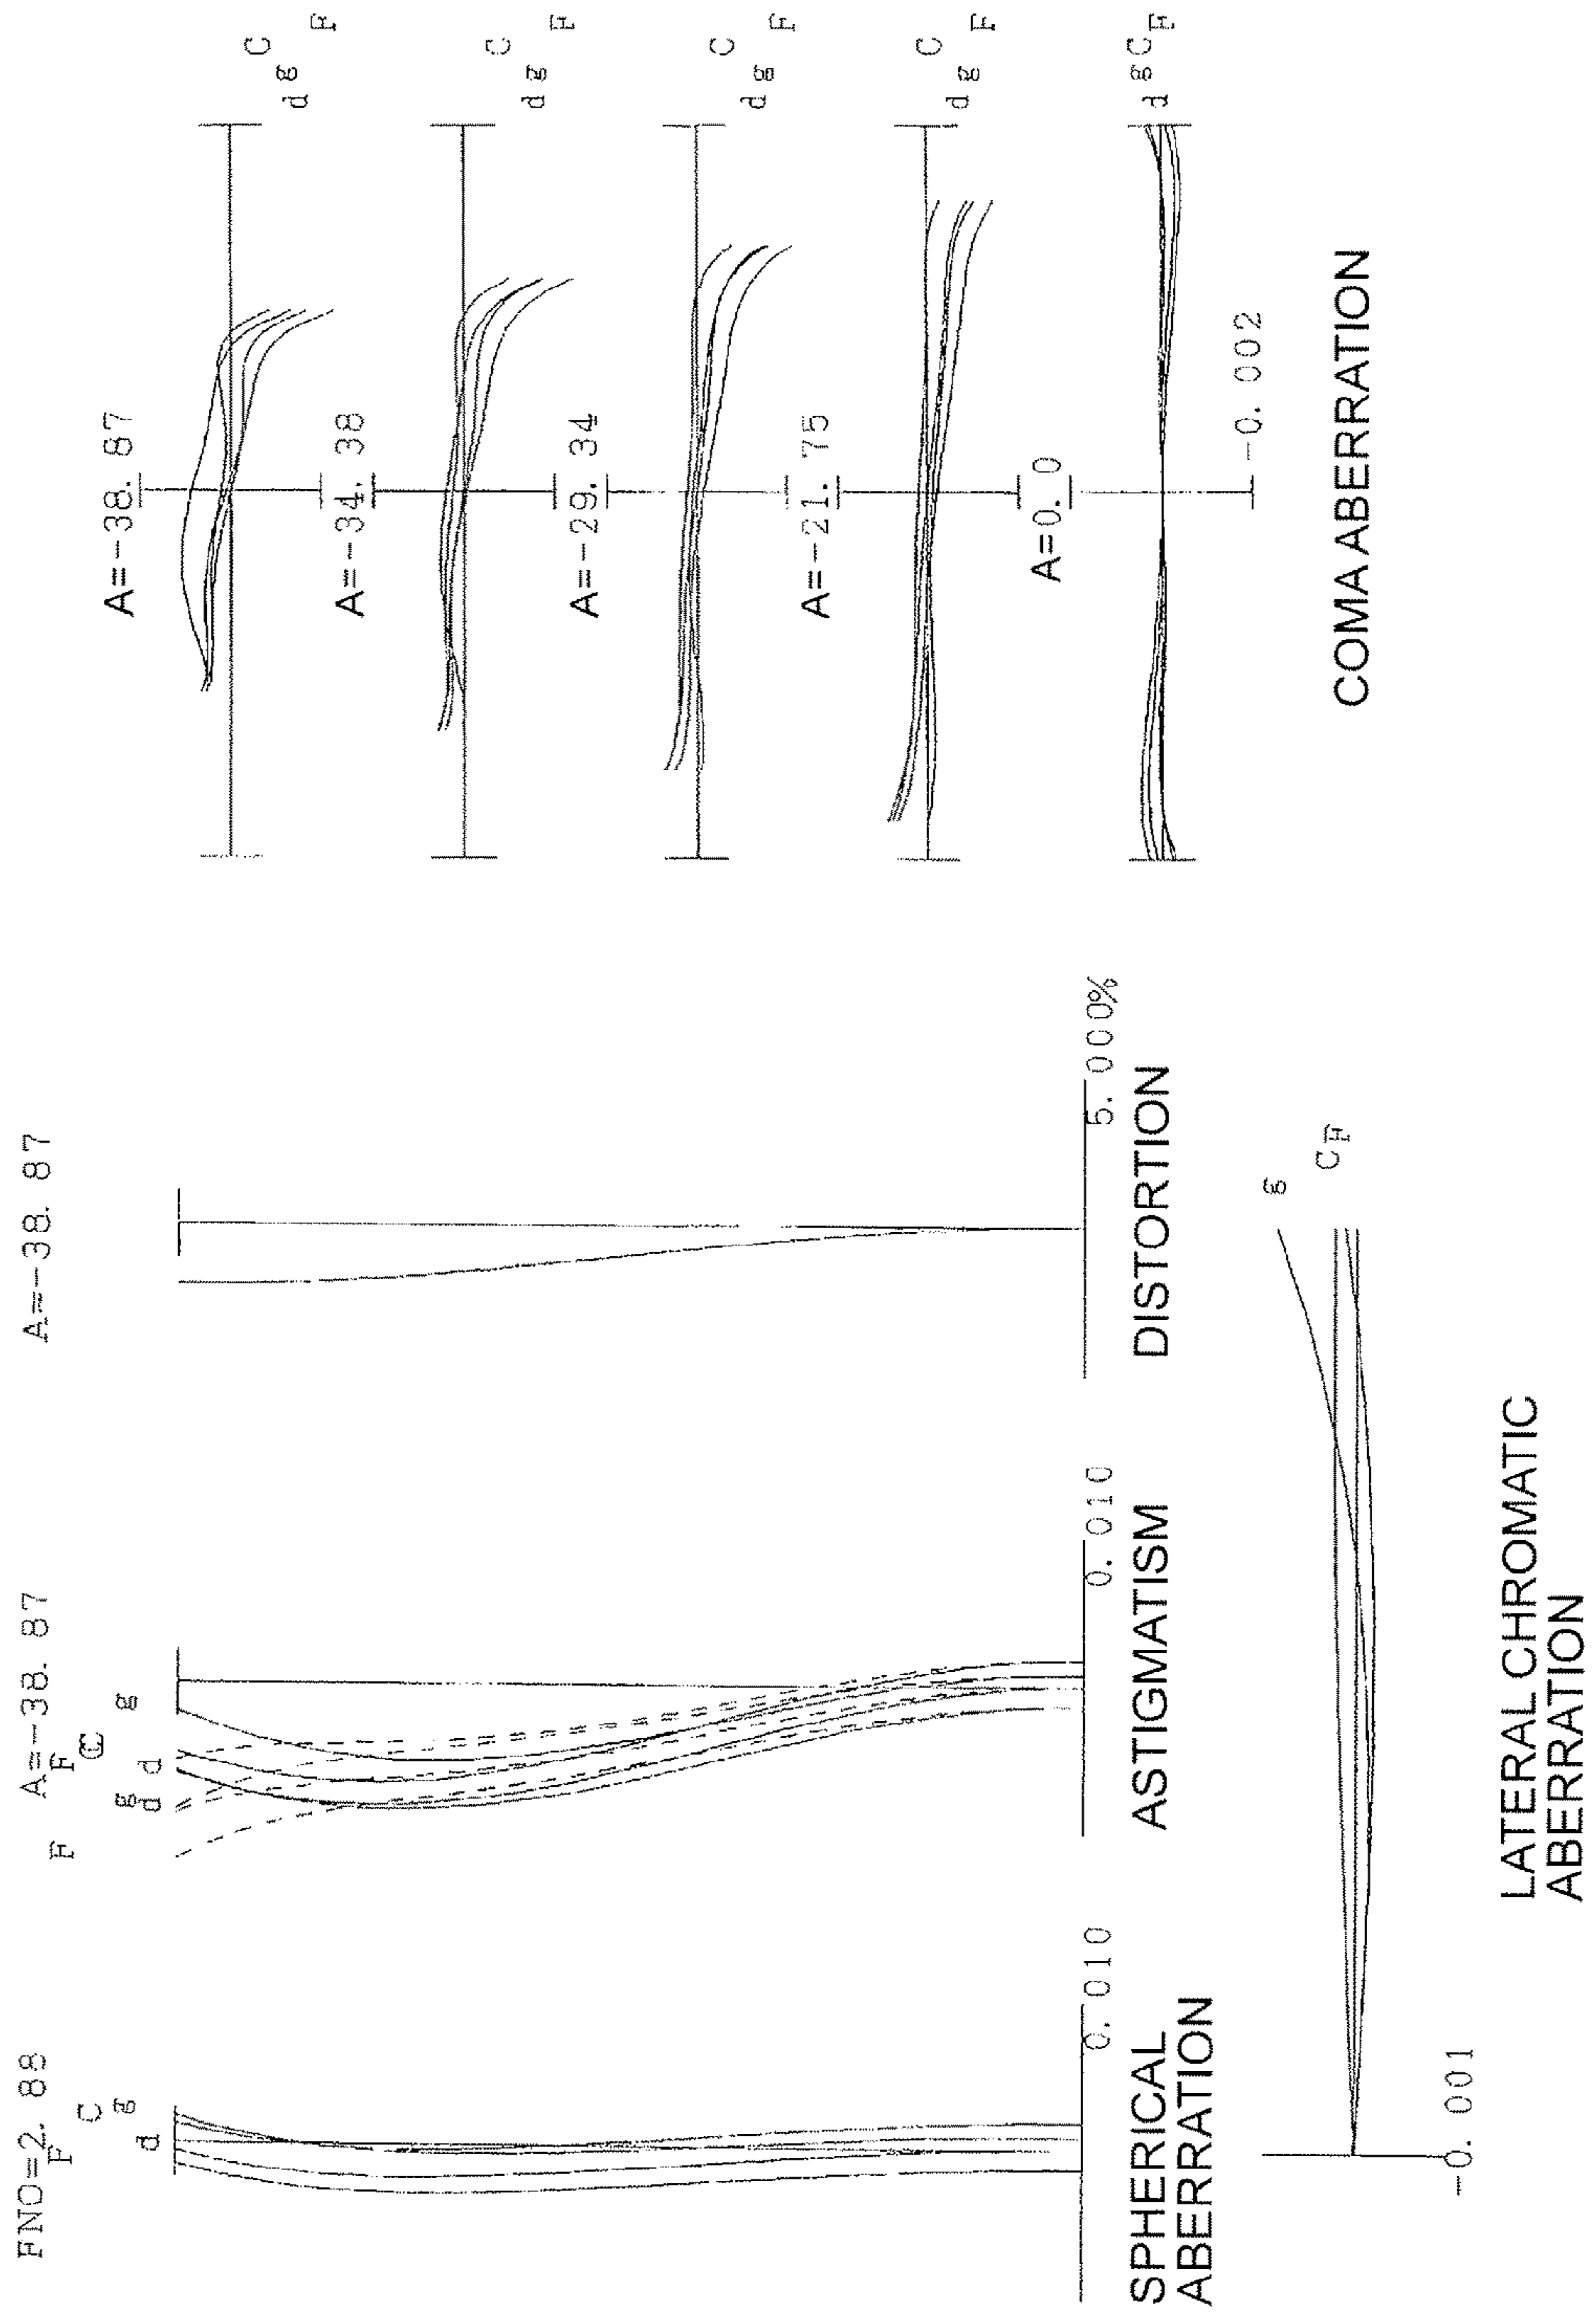 FNO=2. 88
F
C
g
d
SPHERICAL
ABERRATION
0. 010
A=-38. 87
F
F
C
C
g
d
g
d
ASTIGMATISM
0. 010
A=-38. 87
DISTORTION
5. 000%
A=-38. 87
C
F
g
d
A=-34. 38
C
F
g
d
A=-29. 34
C
F
g
d
A=-21. 75
C
F
g
d
A=0. 0
C
F
g
d
-0. 002
COMA ABERRATION
g
C F
-0. 001
LATERAL CHROMATIC
ABERRATION